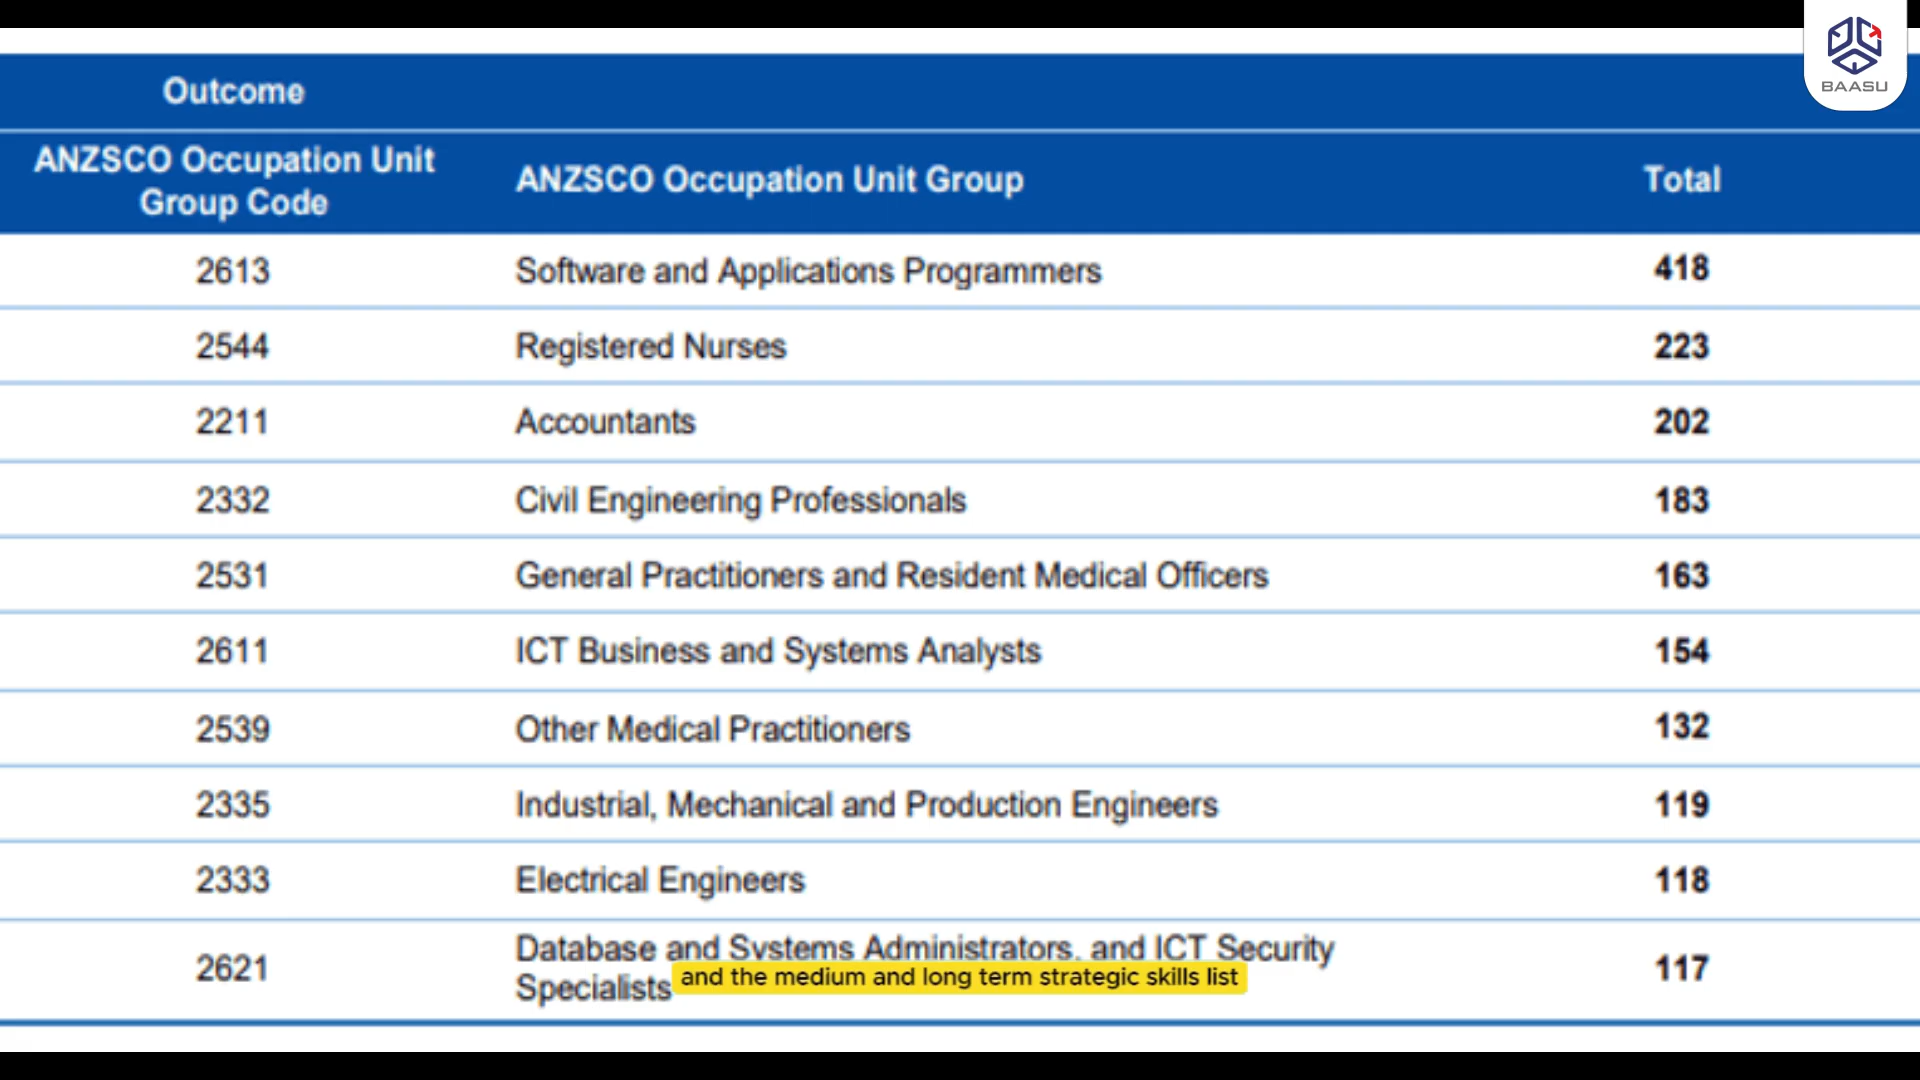 BAASU
Outcome
ANZSCO Occupation Unit
Group Code
ANZSCO Occupation Unit Group
Total
2613 Software and Applications Programmers 418
2544 Registered Nurses 223
2211 Accountants 202
2332 Civil Engineering Professionals 183
2531 General Practitioners and Resident Medical Officers 163
2611 ICT Business and Systems Analysts 154
2539 Other Medical Practitioners 132
2335 Industrial, Mechanical and Production Engineers 119
2333 Electrical Engineers 118
2621 Database and Systems Administrators, and ICT Security 117
Specialists
and the medium and long term strategic skills list